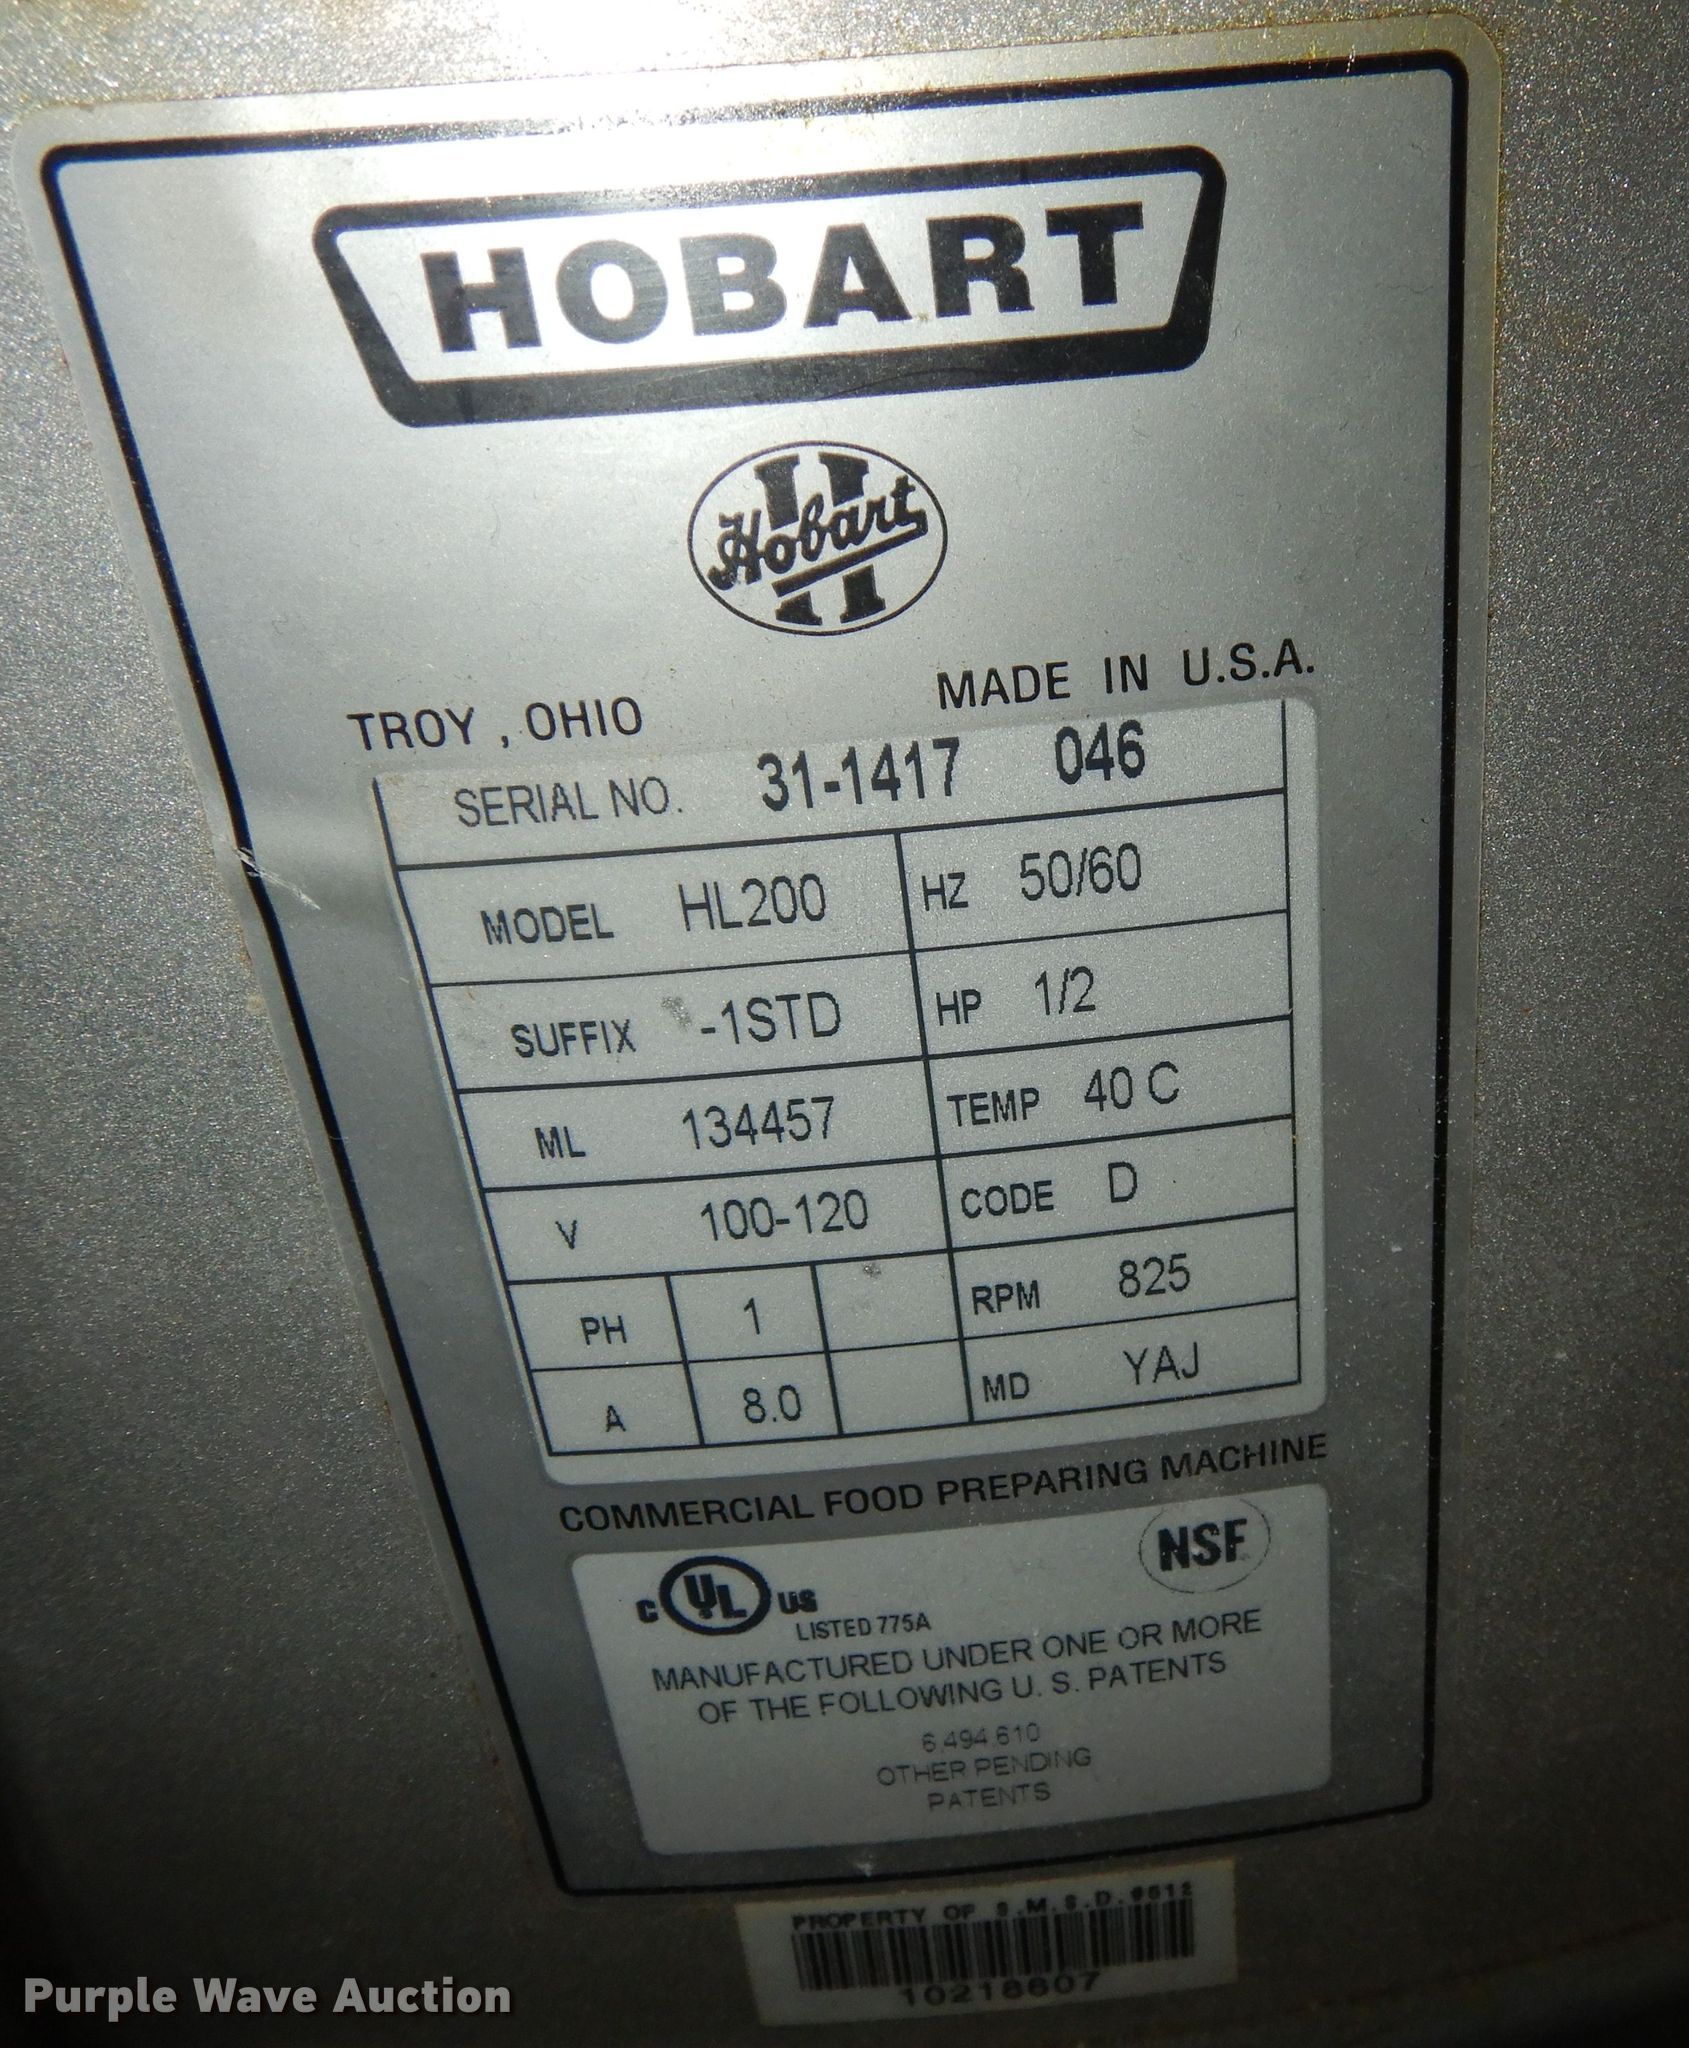 HOBART
Hobart
TROY, OHIO MADE IN U.S.A.
SERIAL NO. 31-1417 046
MODEL HL200 HZ 50/60
SUFFIX -1STD HP 1/2
ML 134457 TEMP 40 C
V 100-120 CODE D
PH 1 RPM 825
A 8.0 MD YAJ
COMMERCIAL FOOD PREPARING MACHINE
C UL US NSF
LISTED 775A
MANUFACTURED UNDER ONE OR MORE
OF THE FOLLOWING U. S. PATENTS
6,494,610
OTHER PENDING
PATENTS
PROPERTY OF S.M.S.D. #512
10218607
Purple Wave Auction